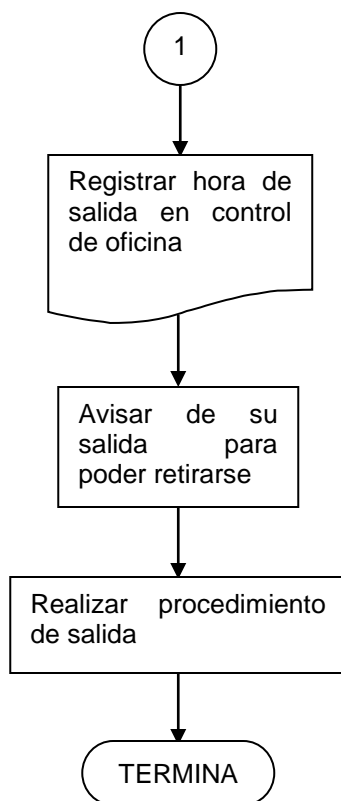 1
Registrar hora de
salida en control
de oficina
Avisar de su
salida para
poder retirarse
Realizar procedimiento
de salida
TERMINA